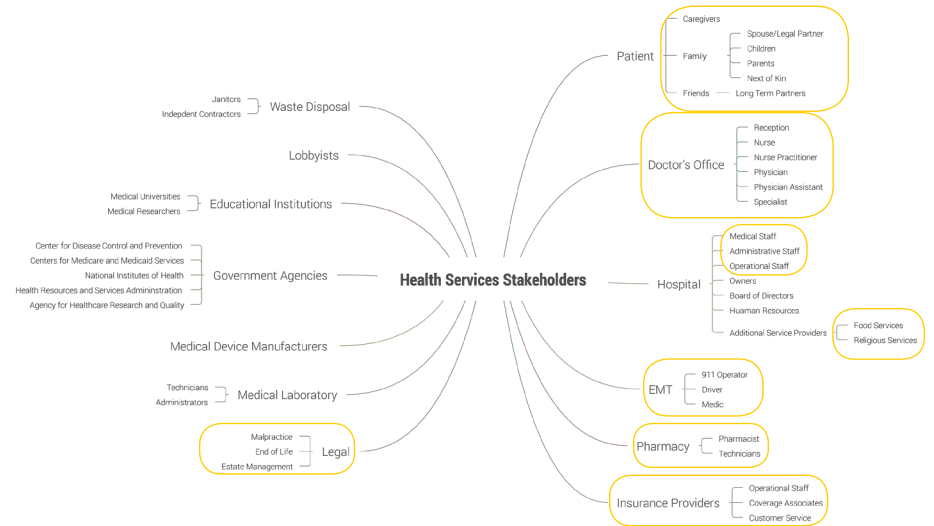 Health Services Stakeholders
Patient
Caregivers
Family
Spouse/Legal Partner
Children
Parents
Next of Kin
Friends
Long Term Partners
Doctor's Office
Reception
Nurse
Nurse Practitioner
Physician
Physician Assistant
Specialist
Hospital
Medical Staff
Administrative Staff
Operational Staff
Owners
Board of Directors
Huaman Resources
Additional Service Providers
Food Services
Religious Services
EMT
911 Operator
Driver
Medic
Pharmacy
Pharmacist
Technicians
Insurance Providers
Operational Staff
Coverage Associates
Customer Service
Waste Disposal
Janitors
Indepdent Contractors
Lobbyists
Educational Institutions
Medical Universities
Medical Researchers
Government Agencies
Center for Disease Control and Prevention
Centers for Medicare and Medicaid Services
National Institutes of Health
Health Resources and Services Admininstration
Agency for Healthcare Research and Quality
Medical Device Manufacturers
Medical Laboratory
Technicians
Administrators
Legal
Malpractice
End of Life
Estate Management